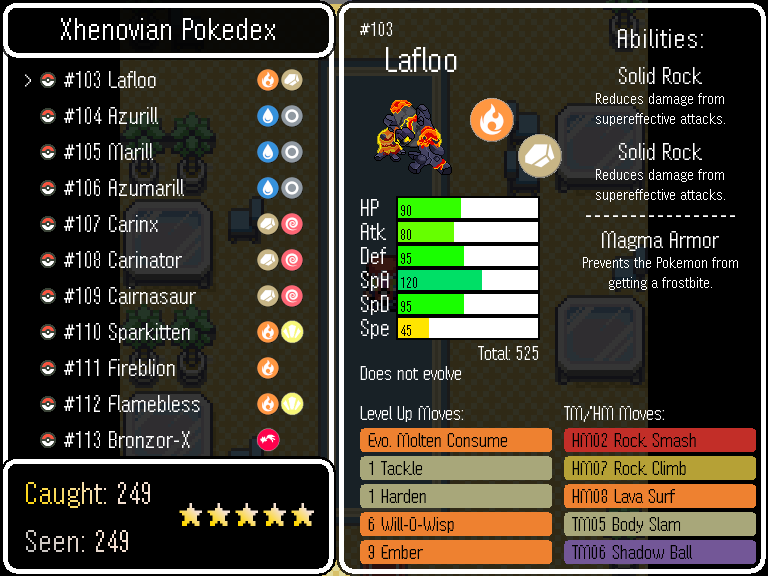 Xhenovian Pokedex
> #103 Lafloo
#104 Azurill
#105 Marill
#106 Azumarill
#107 Carinx
#108 Carinator
#109 Cairnasaur
#110 Sparkitten
#111 Fireblion
#112 Flamebless
#113 Bronzor-X
Caught: 249
Seen: 249
#103
Lafloo
HP 90
Atk 80
Def 95
SpA 120
SpD 95
Spe 45
Total: 525
Does not evolve
Abilities:
Solid Rock
Reduces damage from
supereffective attacks.
Solid Rock
Reduces damage from
supereffective attacks.
Magma Armor
Prevents the Pokemon from
getting a frostbite.
Level Up Moves:
Evo. Molten Consume
1 Tackle
1 Harden
6 Will-O-Wisp
9 Ember
TM/HM Moves:
HM02 Rock Smash
HM07 Rock Climb
HM08 Lava Surf
TM05 Body Slam
TM06 Shadow Ball